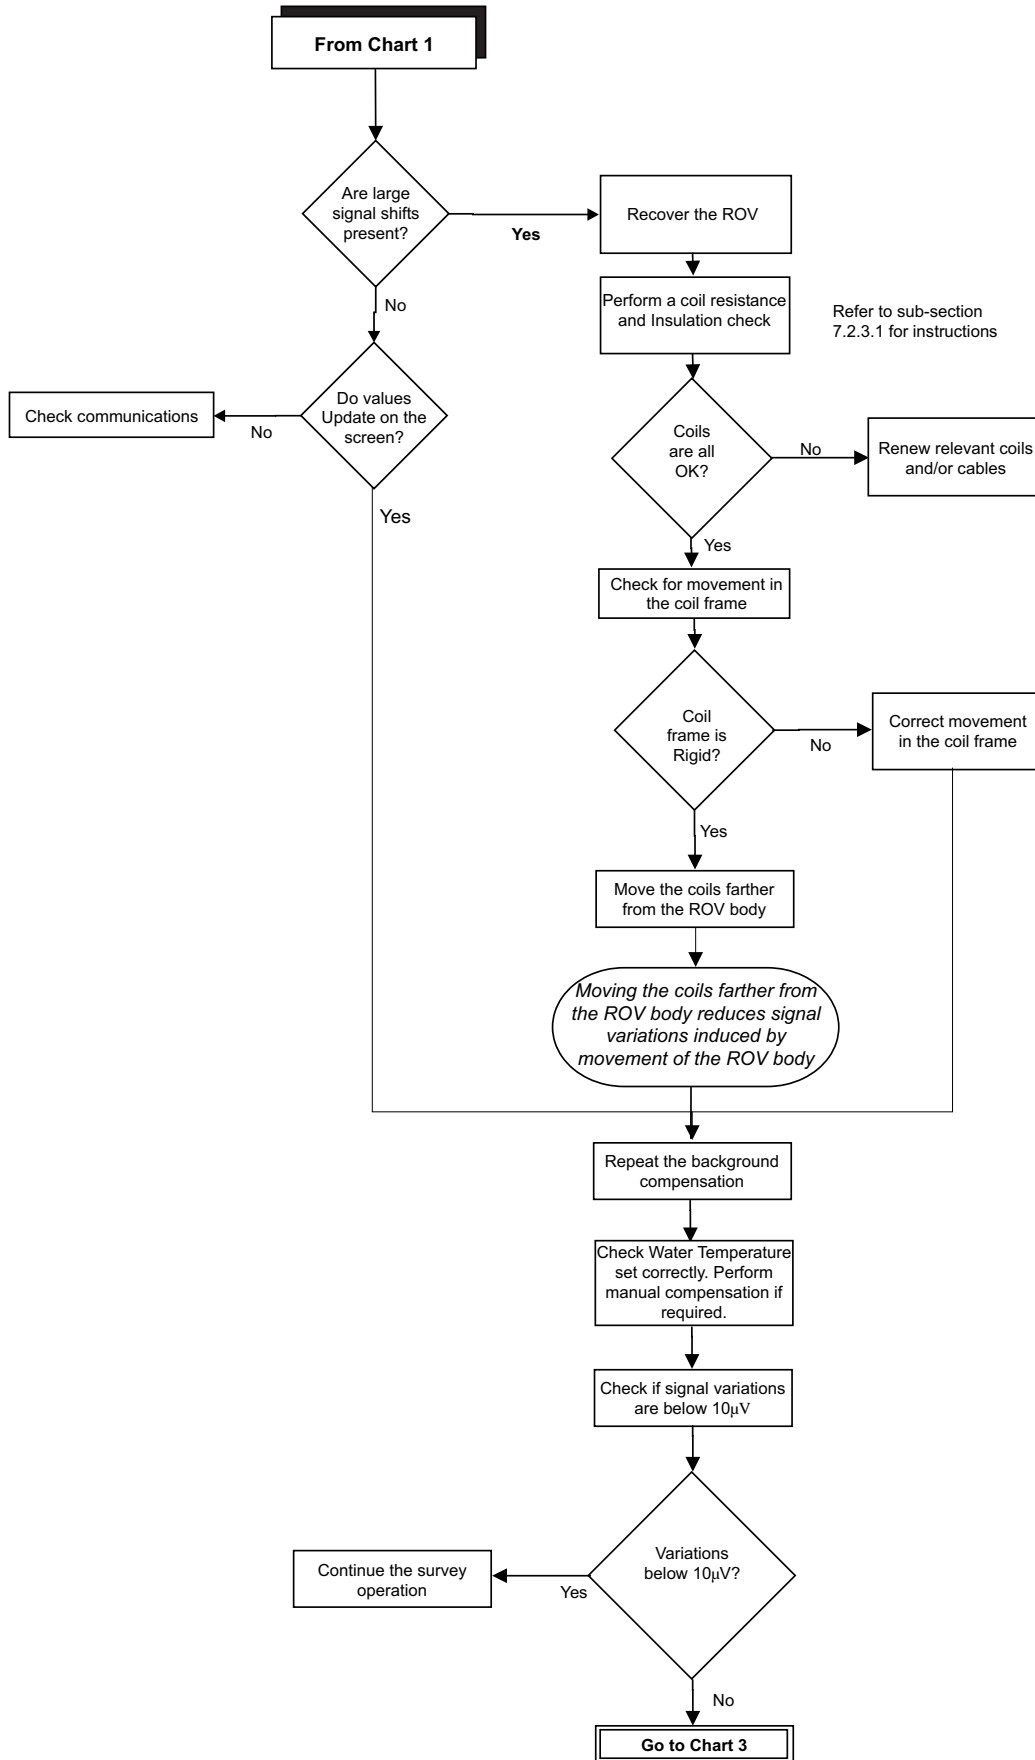 From Chart 1
Are large
signal shifts
present?
Yes
Recover the ROV
No
Perform a coil resistance
and Insulation check
Refer to sub-section
7.2.3.1 for instructions
Do values
Update on the
screen?
No
Check communications
Yes
Coils
are all
OK?
No
Renew relevant coils
and/or cables
Yes
Check for movement in
the coil frame
Coil
frame is
Rigid?
No
Correct movement
in the coil frame
Yes
Move the coils farther
from the ROV body
Moving the coils farther from
the ROV body reduces signal
variations induced by
movement of the ROV body
Repeat the background
compensation
Check Water Temperature
set correctly. Perform
manual compensation if
required.
Check if signal variations
are below 10μV
Variations
below 10μV?
Yes
Continue the survey
operation
No
Go to Chart 3